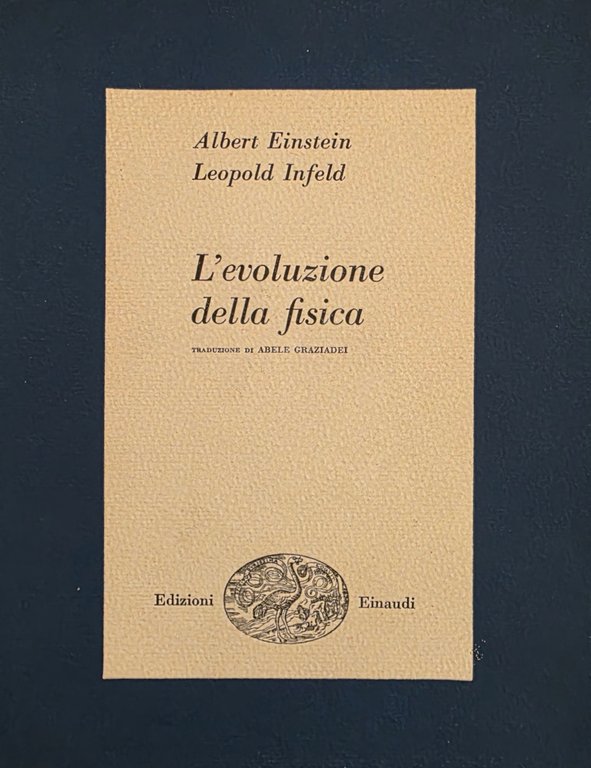 Albert Einstein
Leopold Infeld
L'evoluzione
della fisica
TRADUZIONE DI ABELE GRAZIADEI
Edizioni Einaudi